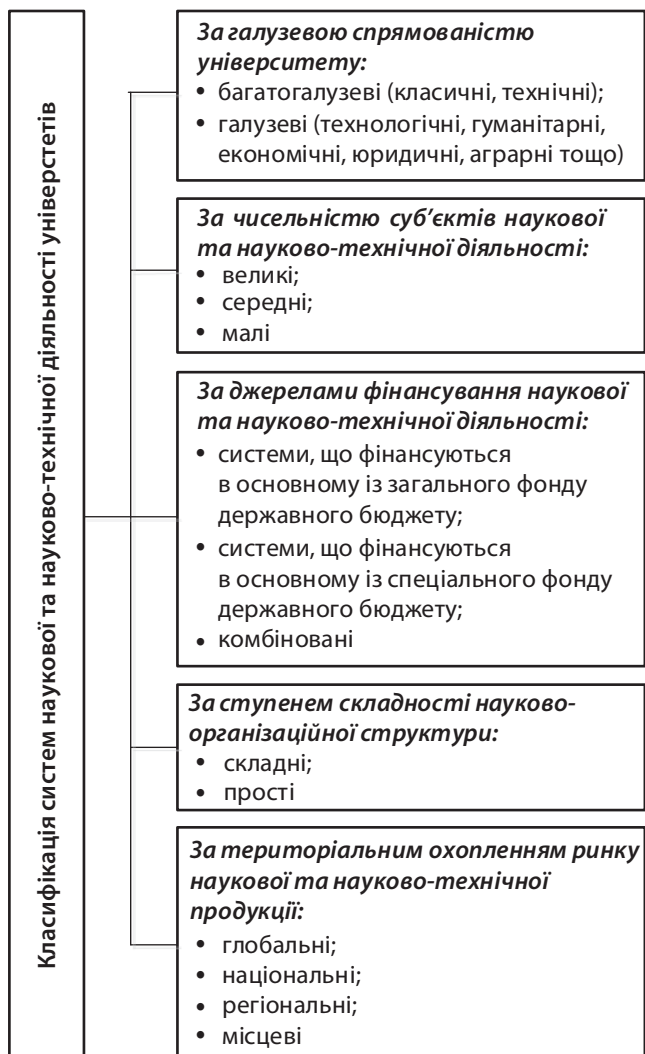 Класифікація систем наукової та науково-технічної діяльності універстетів
За галузевою спрямованістю
університету:
• багатогалузеві (класичні, технічні);
• галузеві (технологічні, гуманітарні,
економічні, юридичні, аграрні тощо)
За чисельністю суб’єктів наукової
та науково-технічної діяльності:
• великі;
• середні;
• малі
За джерелами фінансування наукової
та науково-технічної діяльності:
• системи, що фінансуються
в основному із загального фонду
державного бюджету;
• системи, що фінансуються
в основному із спеціального фонду
державного бюджету;
• комбіновані
За ступенем складності науково-
організаційної структури:
• складні;
• прості
За територіальним охопленням ринку
наукової та науково-технічної
продукції:
• глобальні;
• національні;
• регіональні;
• місцеві